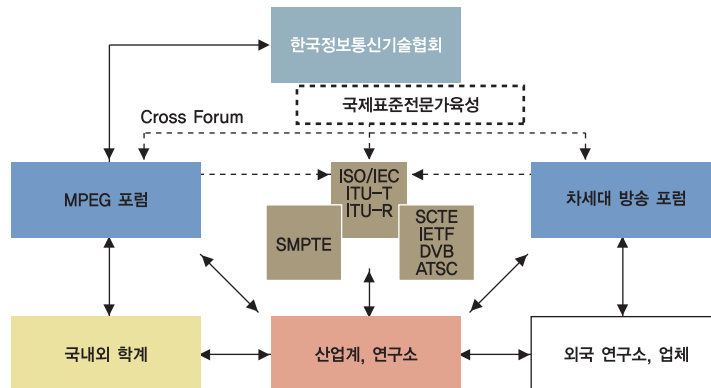 한국정보통신기술협회
국제표준전문가육성
Cross Forum
MPEG 포럼
ISO/IEC
ITU-T
ITU-R
차세대 방송 포럼
SMPTE
SCTE
IETF
DVB
ATSC
국내외 학계
산업계, 연구소
외국 연구소, 업체